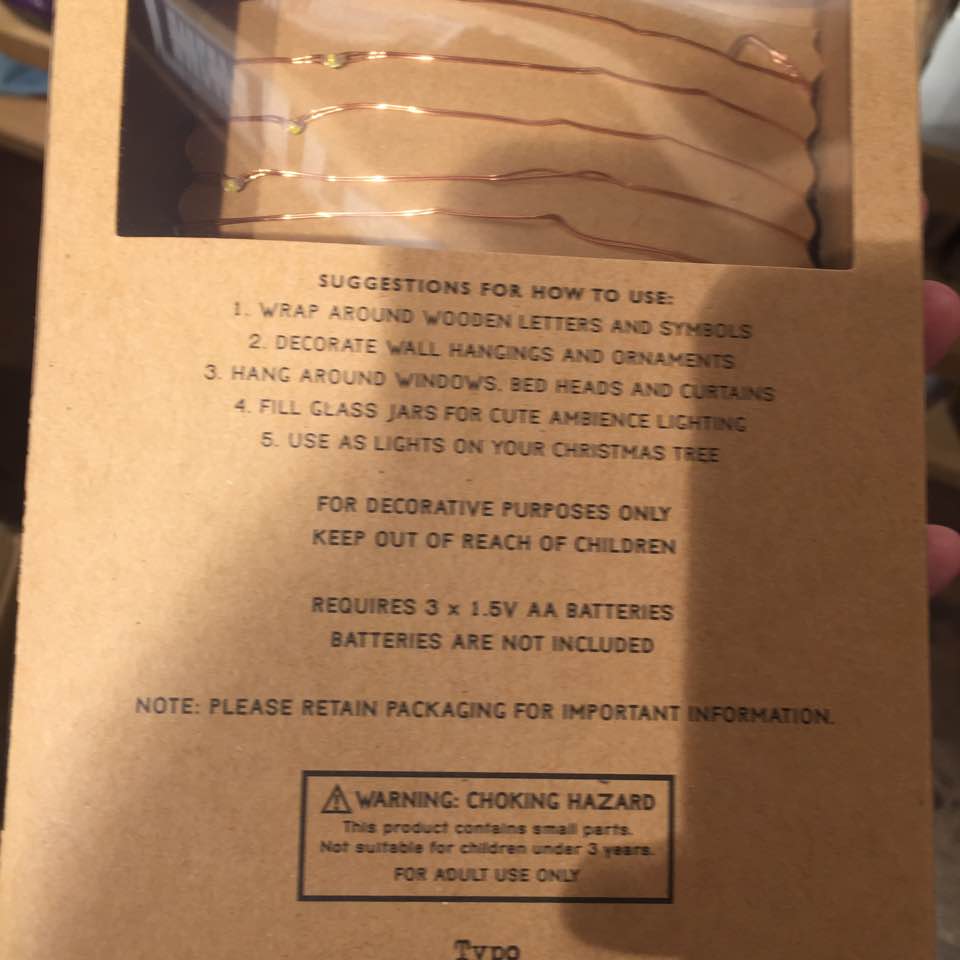 SUGGESTIONS FOR HOW TO USE:
1. WRAP AROUND WOODEN LETTERS AND SYMBOLS
2. DECORATE WALL HANGINGS AND ORNAMENTS
3. HANG AROUND WINDOWS, BED HEADS AND CURTAINS
4. FILL GLASS JARS FOR CUTE AMBIENCE LIGHTING
5. USE AS LIGHTS ON YOUR CHRISTMAS TREE
FOR DECORATIVE PURPOSES ONLY
KEEP OUT OF REACH OF CHILDREN
REQUIRES 3 x 1.5V AA BATTERIES
BATTERIES ARE NOT INCLUDED
NOTE: PLEASE RETAIN PACKAGING FOR IMPORTANT INFORMATION.
WARNING: CHOKING HAZARD
This product contains small parts.
Not suitable for children under 3 years.
FOR ADULT USE ONLY
Typo